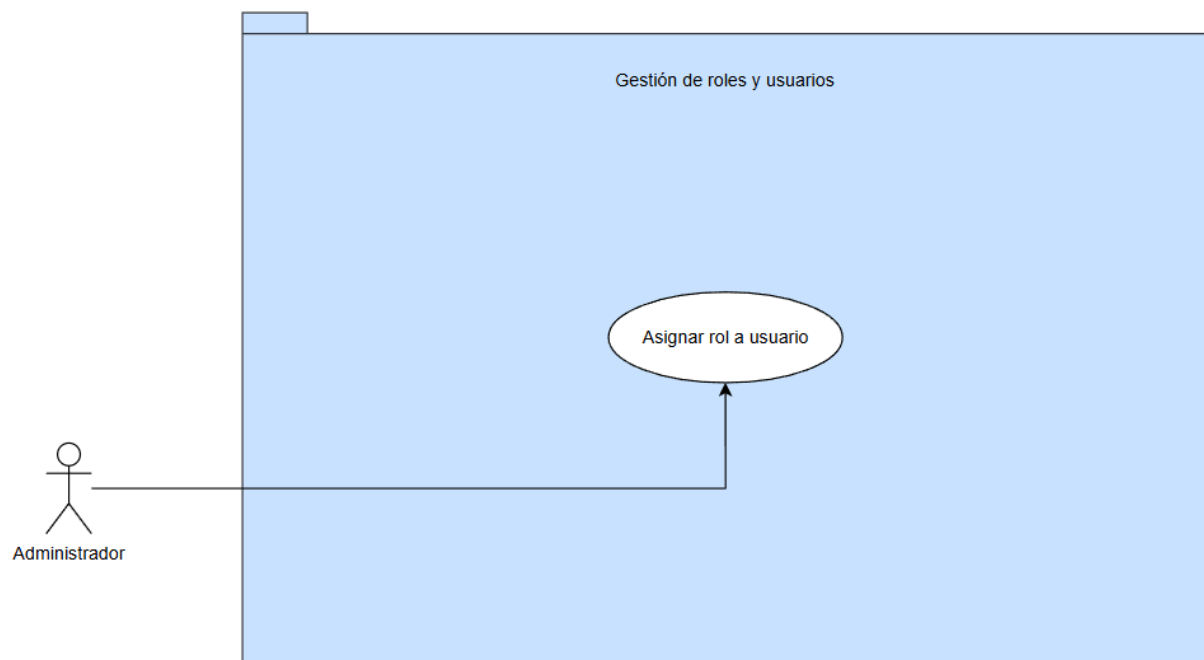 Gestión de roles y usuarios
Asignar rol a usuario
Administrador